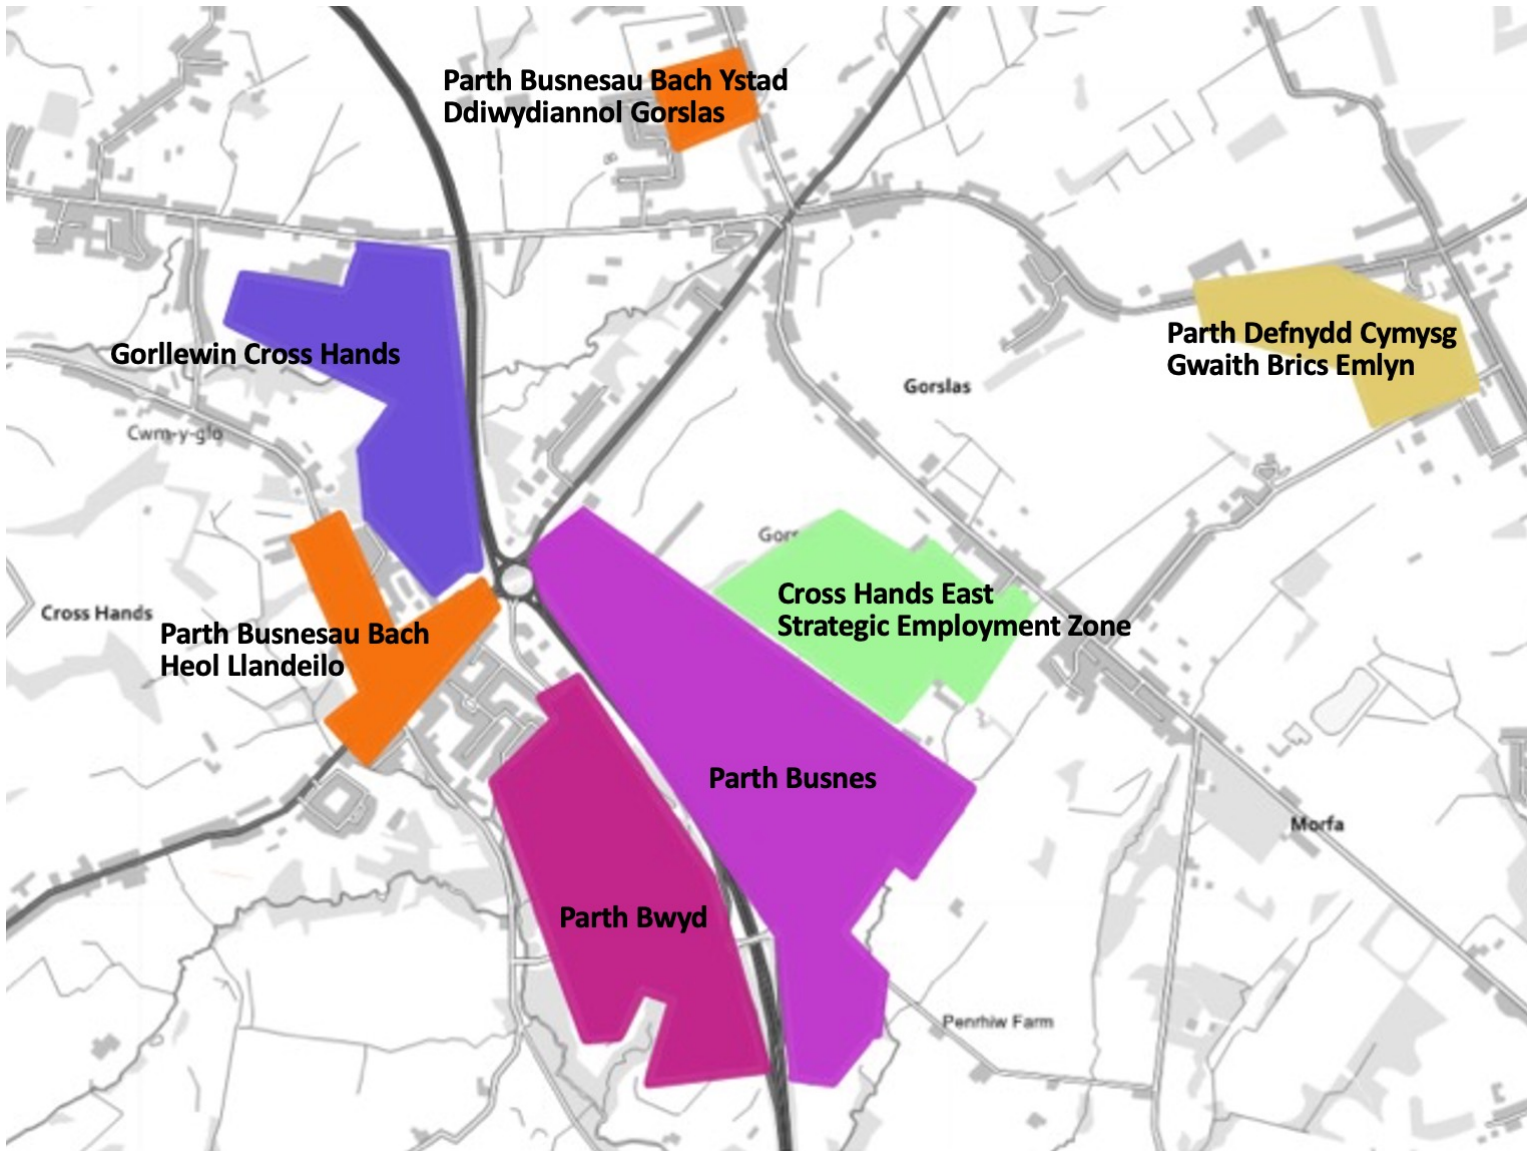 Parth Busnesau Bach Ystad
Ddiwydiannol Gorslas
Gorllewin Cross Hands
Parth Defnydd Cymysg
Gwaith Brics Emlyn
Gorslas
Cwm-y-glo
Cross Hands East
Strategic Employment Zone
Cross Hands
Parth Busnesau Bach
Heol Llandeilo
Parth Busnes
Morfa
Parth Bwyd
Penrhiw Farm